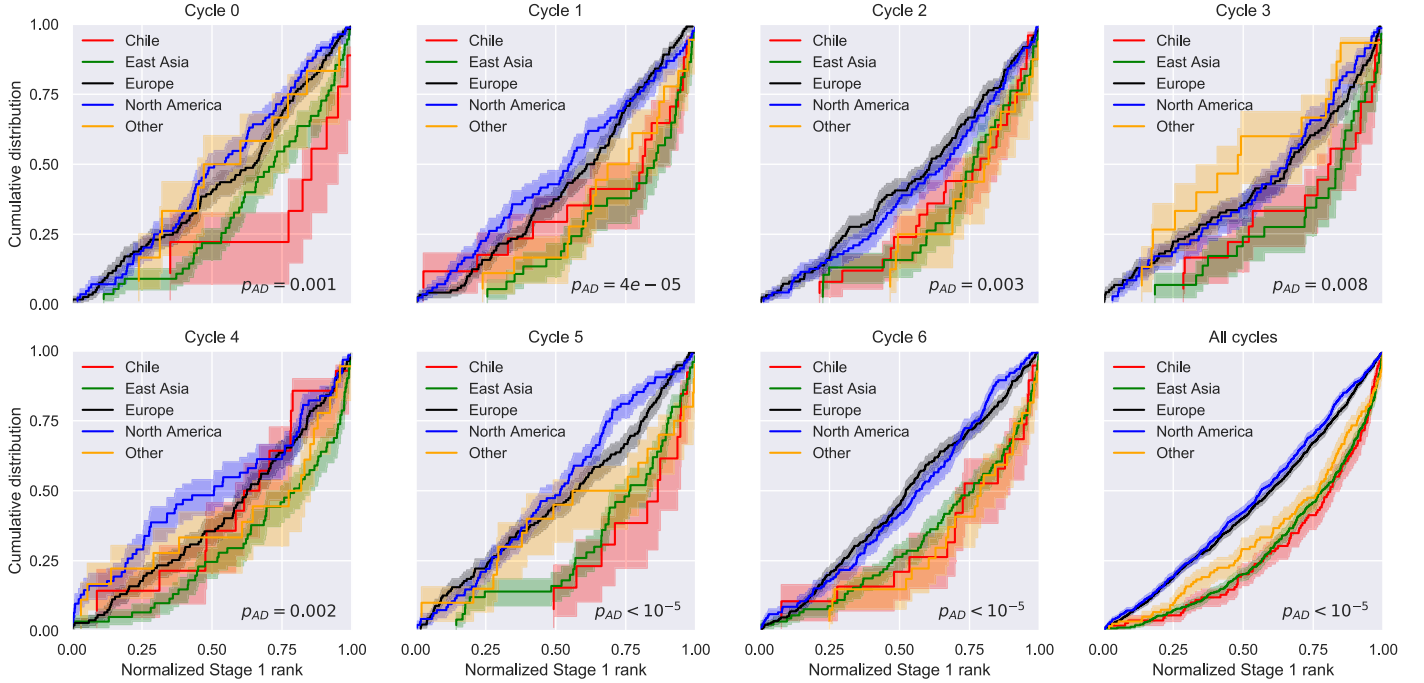 Cycle 0
1.00
0.75
0.50
0.25
0.00
Cumulative distribution
Chile
East Asia
Europe
North America
Other
p_AD = 0.001
Cycle 1
Chile
East Asia
Europe
North America
Other
p_AD = 4e − 05
Cycle 2
Chile
East Asia
Europe
North America
Other
p_AD = 0.003
Cycle 3
Chile
East Asia
Europe
North America
Other
p_AD = 0.008
Cycle 4
1.00
0.75
0.50
0.25
0.00
Cumulative distribution
Chile
East Asia
Europe
North America
Other
p_AD = 0.002
0.00 0.25 0.50 0.75 1.00
Normalized Stage 1 rank
Cycle 5
Chile
East Asia
Europe
North America
Other
p_AD < 10^−5
0.00 0.25 0.50 0.75 1.00
Normalized Stage 1 rank
Cycle 6
Chile
East Asia
Europe
North America
Other
p_AD < 10^−5
0.00 0.25 0.50 0.75 1.00
Normalized Stage 1 rank
All cycles
Chile
East Asia
Europe
North America
Other
p_AD < 10^−5
0.00 0.25 0.50 0.75 1.00
Normalized Stage 1 rank